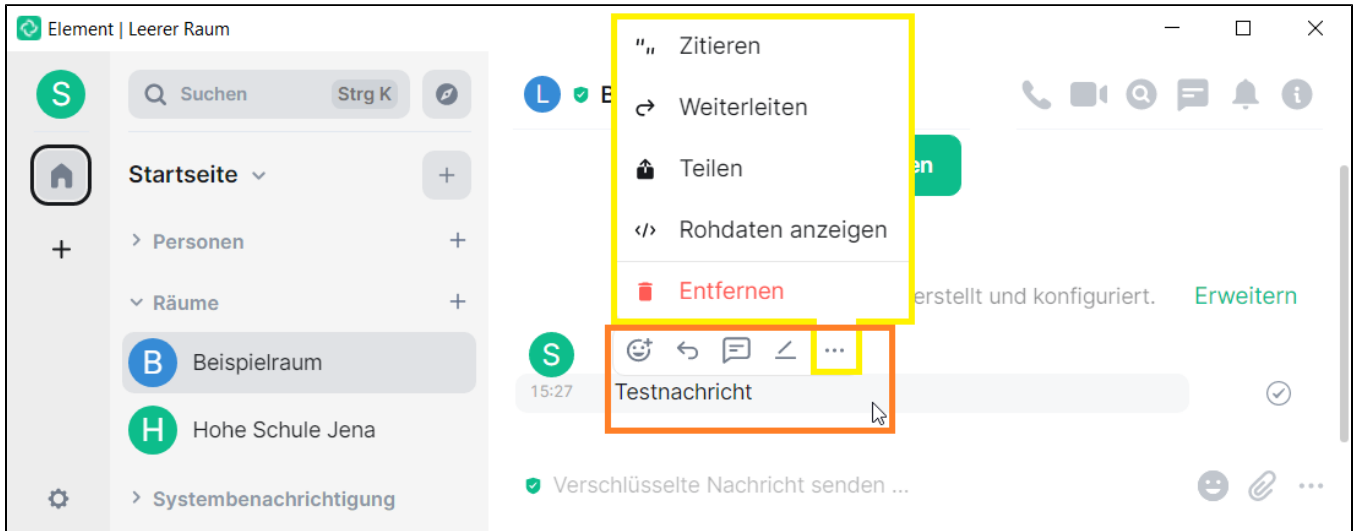 Element | Leerer Raum
S
Suchen
Strg K
Startseite
Personen
Räume
B
Beispielraum
H
Hohe Schule Jena
Systembenachrichtigung
L
B
Zitieren
Weiterleiten
Teilen
Rohdaten anzeigen
Entfernen
en
erstellt und konfiguriert. Erweitern
S
15:27 Testnachricht
Verschlüsselte Nachricht senden ...